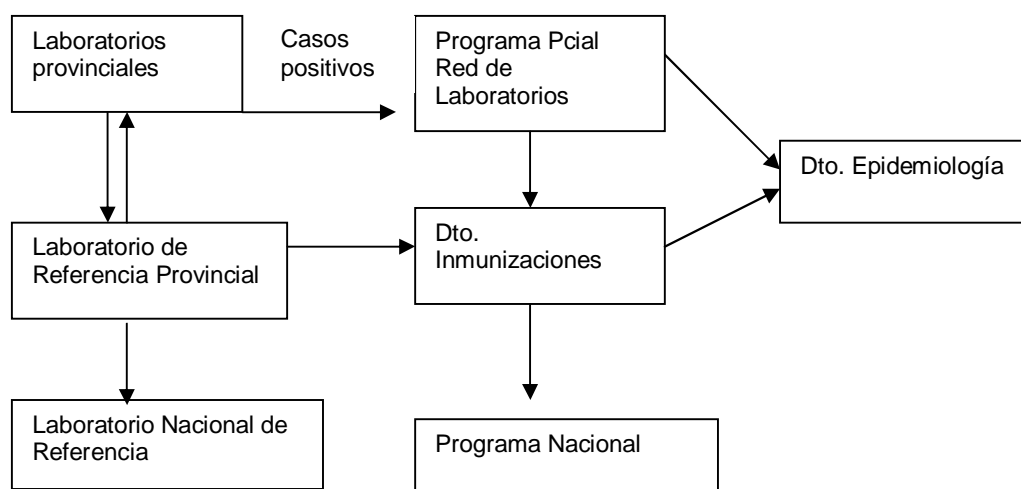 Laboratorios
provinciales
Casos
positivos
Programa Pcial
Red de
Laboratorios
Dto. Epidemiología
Laboratorio de
Referencia Provincial
Dto.
Inmunizaciones
Laboratorio Nacional de
Referencia
Programa Nacional